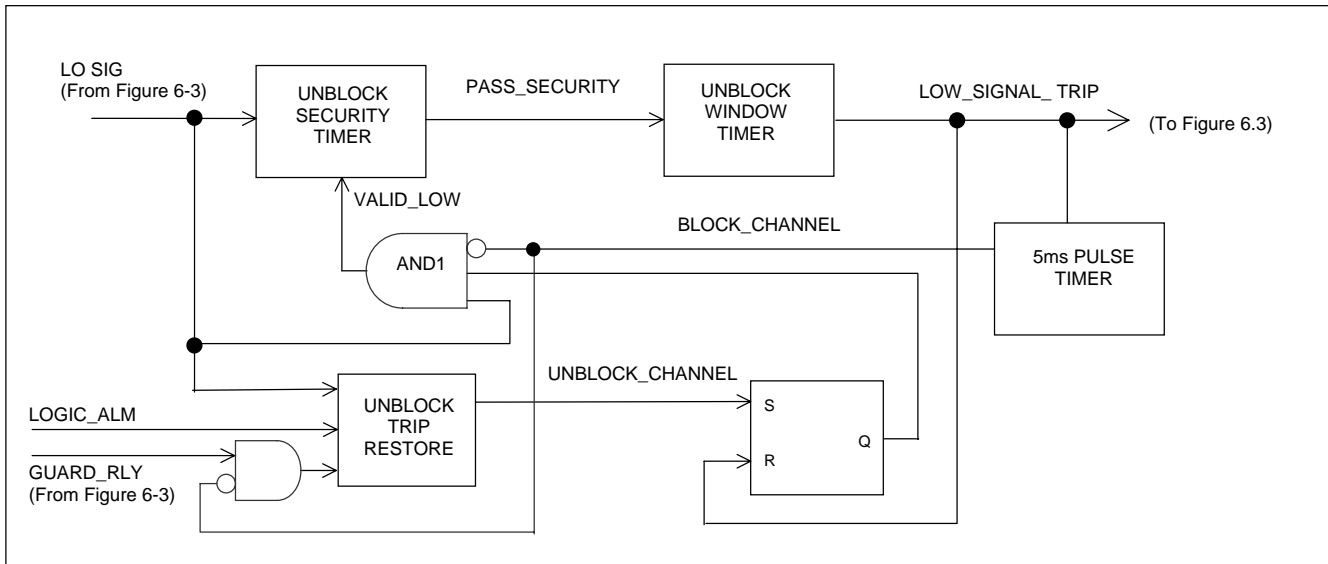 LO SIG
(From Figure 6-3)
UNBLOCK
SECURITY
TIMER
PASS_SECURITY
UNBLOCK
WINDOW
TIMER
LOW_SIGNAL_ TRIP
(To Figure 6.3)
VALID_LOW
BLOCK_CHANNEL
AND1
5ms PULSE
TIMER
UNBLOCK_CHANNEL
LOGIC_ALM
UNBLOCK
TRIP
RESTORE
S
Q
R
GUARD_RLY
(From Figure 6-3)